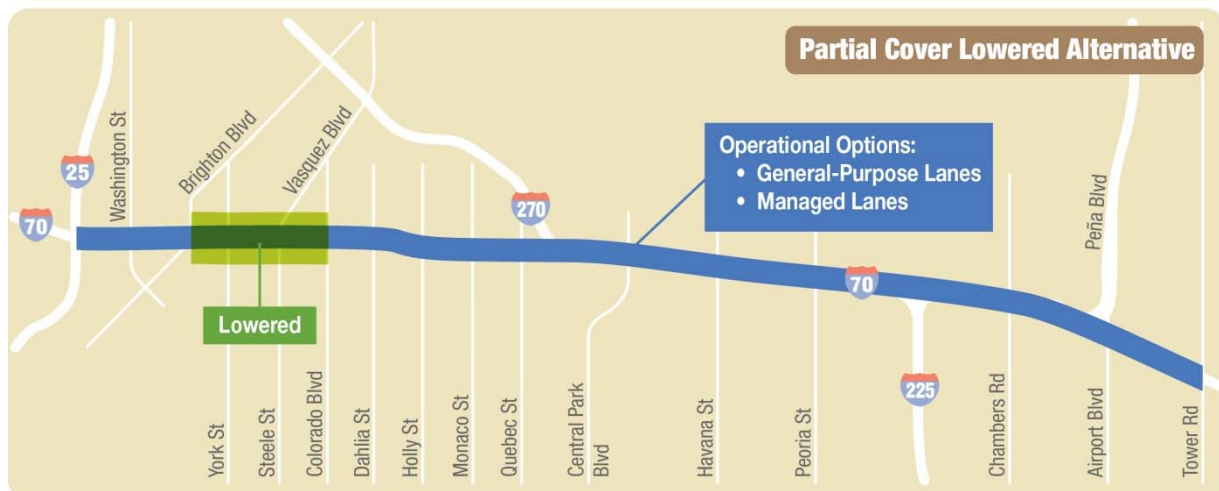 Partial Cover Lowered Alternative
Washington St
Brighton Blvd
Vasquez Blvd
25
70
270
Operational Options:
• General-Purpose Lanes
• Managed Lanes
Peña Blvd
Lowered
70
225
York St
Steele St
Colorado Blvd
Dahlia St
Holly St
Monaco St
Quebec St
Central Park
Blvd
Havana St
Peoria St
Chambers Rd
Airport Blvd
Tower Rd